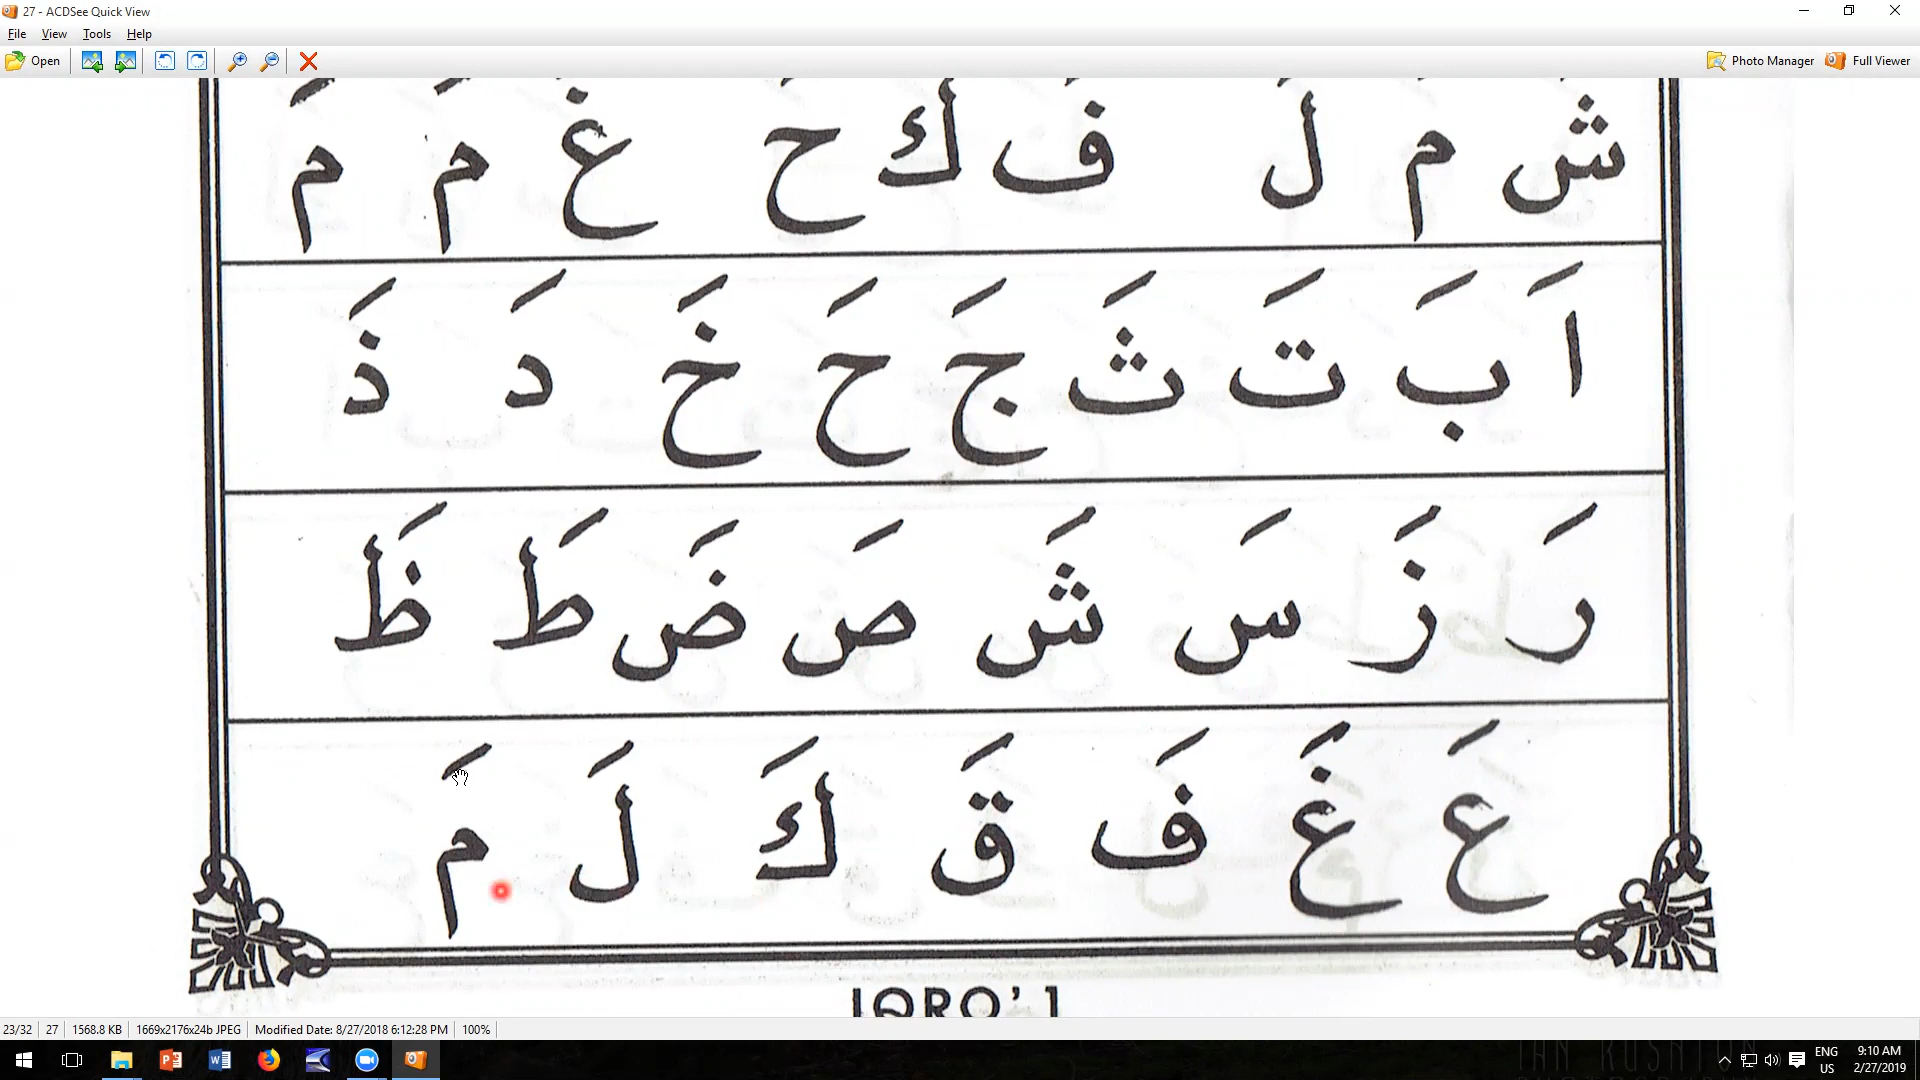 27 - ACDSee Quick View
File View Tools Help
Open Photo Manager Full Viewer
شَ مَ لَ فَ كَ حَ غَ مَ مَ
اَ بَ تَ ثَ جَ حَ خَ دَ ذَ
رَ زَ سَ شَ صَ ضَ طَ ظَ
عَ غَ فَ قَ كَ لَ مَ
IQRO' 1
23/32 27 1568.8 KB 1669x2176x24b JPEG Modified Date: 8/27/2018 6:12:28 PM 100%
ENG 9:10 AM
US 2/27/2019